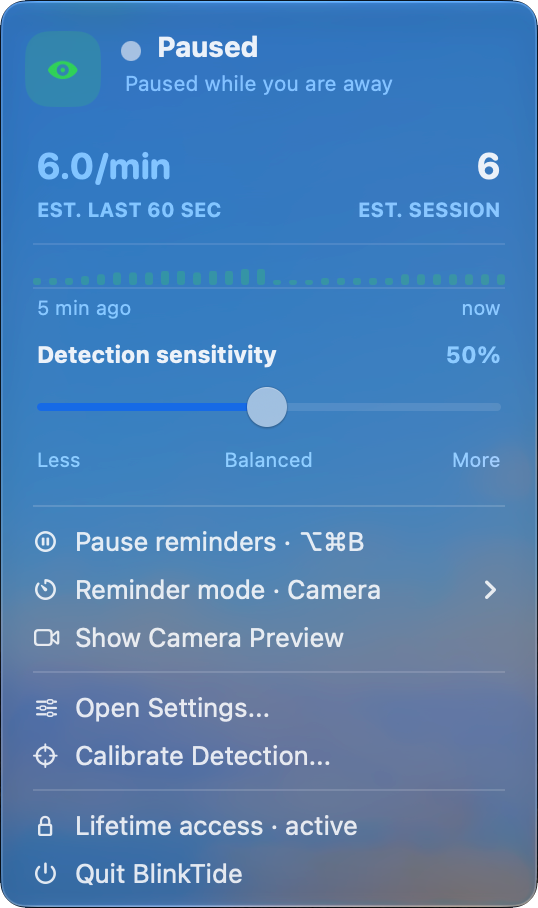 Paused
Paused while you are away
6.0/min 6
EST. LAST 60 SEC EST. SESSION
5 min ago now
Detection sensitivity 50%
Less Balanced More
Pause reminders · ⌥⌘B
Reminder mode · Camera
Show Camera Preview
Open Settings...
Calibrate Detection...
Lifetime access · active
Quit BlinkTide